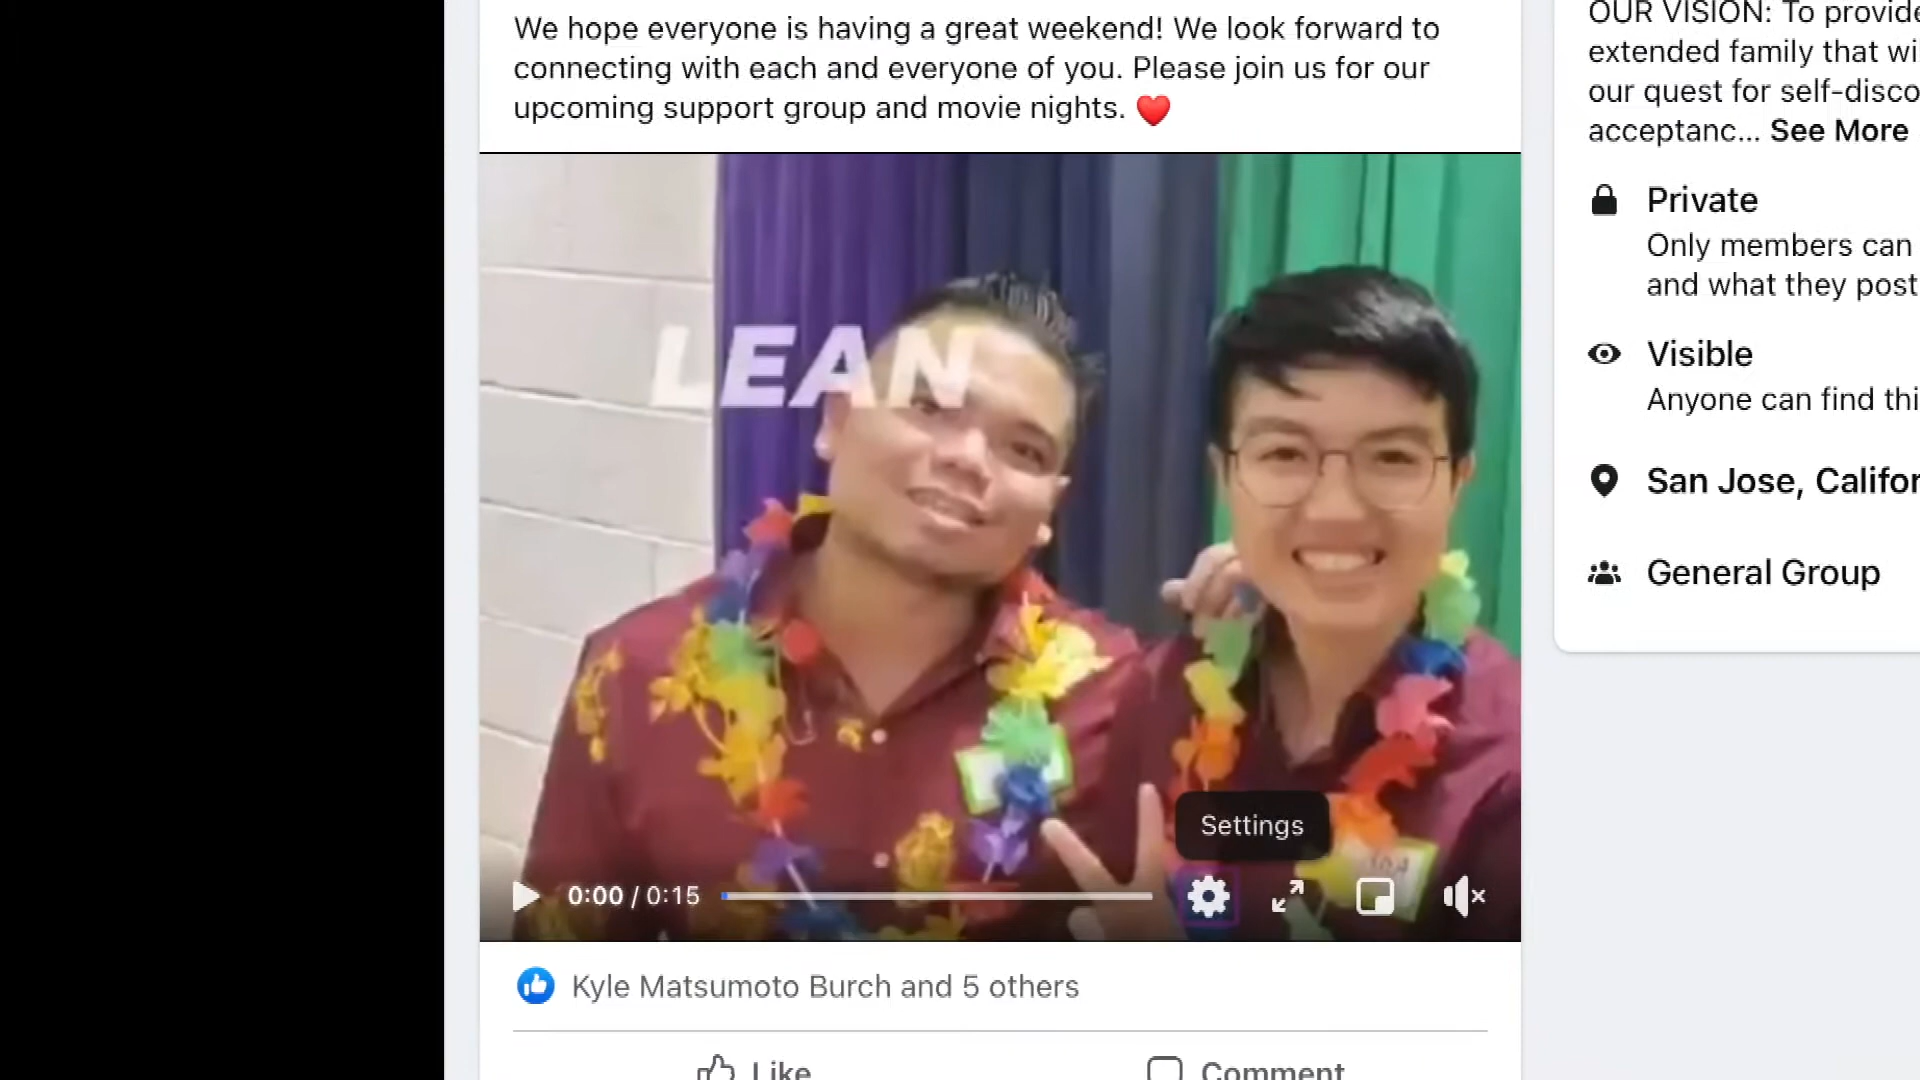 We hope everyone is having a great weekend! We look forward to
connecting with each and everyone of you. Please join us for our
upcoming support group and movie nights. ❤️
LEAN
Settings
0:00 / 0:15
Kyle Matsumoto Burch and 5 others
Like
Comment
OUR VISION: To provide
extended family that wi
our quest for self-disco
acceptanc... See More
Private
Only members can
and what they post
Visible
Anyone can find thi
San Jose, Califor
General Group